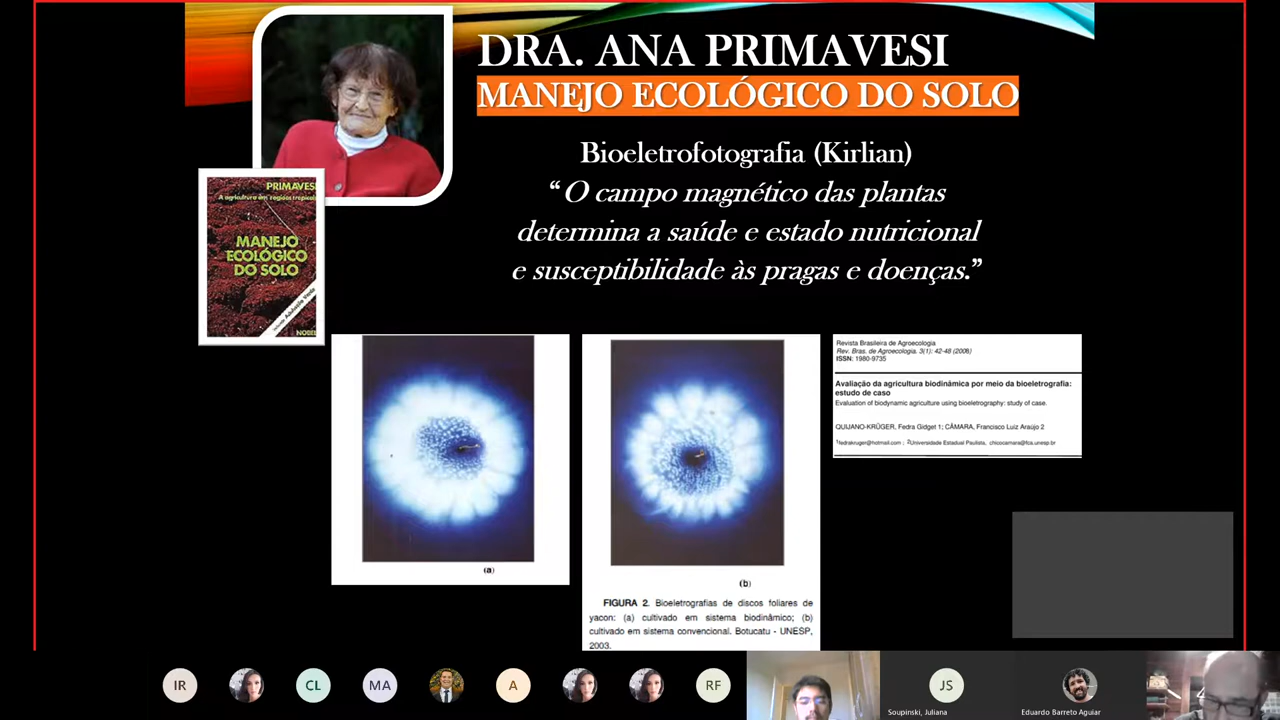 DRA. ANA PRIMAVESI
MANEJO ECOLÓGICO DO SOLO
Bioeletrofotografia (Kirlian)
“ O campo magnético das plantas
determina a saúde e estado nutricional
e susceptibilidade às pragas e doenças.”
PRIMAVESI
A agricultura em regiões tropicais
MANEJO
ECOLÓGICO
DO SOLO
NOBEL
(a)
(b)
FIGURA 2. Bioeletrografias de discos foliares de
yacon: (a) cultivado em sistema biodinâmico; (b)
cultivado em sistema convencional. Botucatu - UNESP,
2003.
Revista Brasileira de Agroecologia
Rev. Bras. de Agroecologia. 3(1): 42-48 (2008)
ISSN: 1980-9735
Avaliação da agricultura biodinâmica por meio da bioeletrografia:
estudo de caso
Evaluation of biodynamic agriculture using bioeletrography: study of case.
QUIJANO-KRÜGER, Fedra Gidget 1; CÂMARA, Francisco Luiz Araújo 2
1fedrakruger@hotmail.com ; 2Universidade Estadual Paulista, chicocamara@fca.unesp.br
IR
CL
MA
A
RF
JS
Soupinski, Juliana
Eduardo Barreto Aguiar